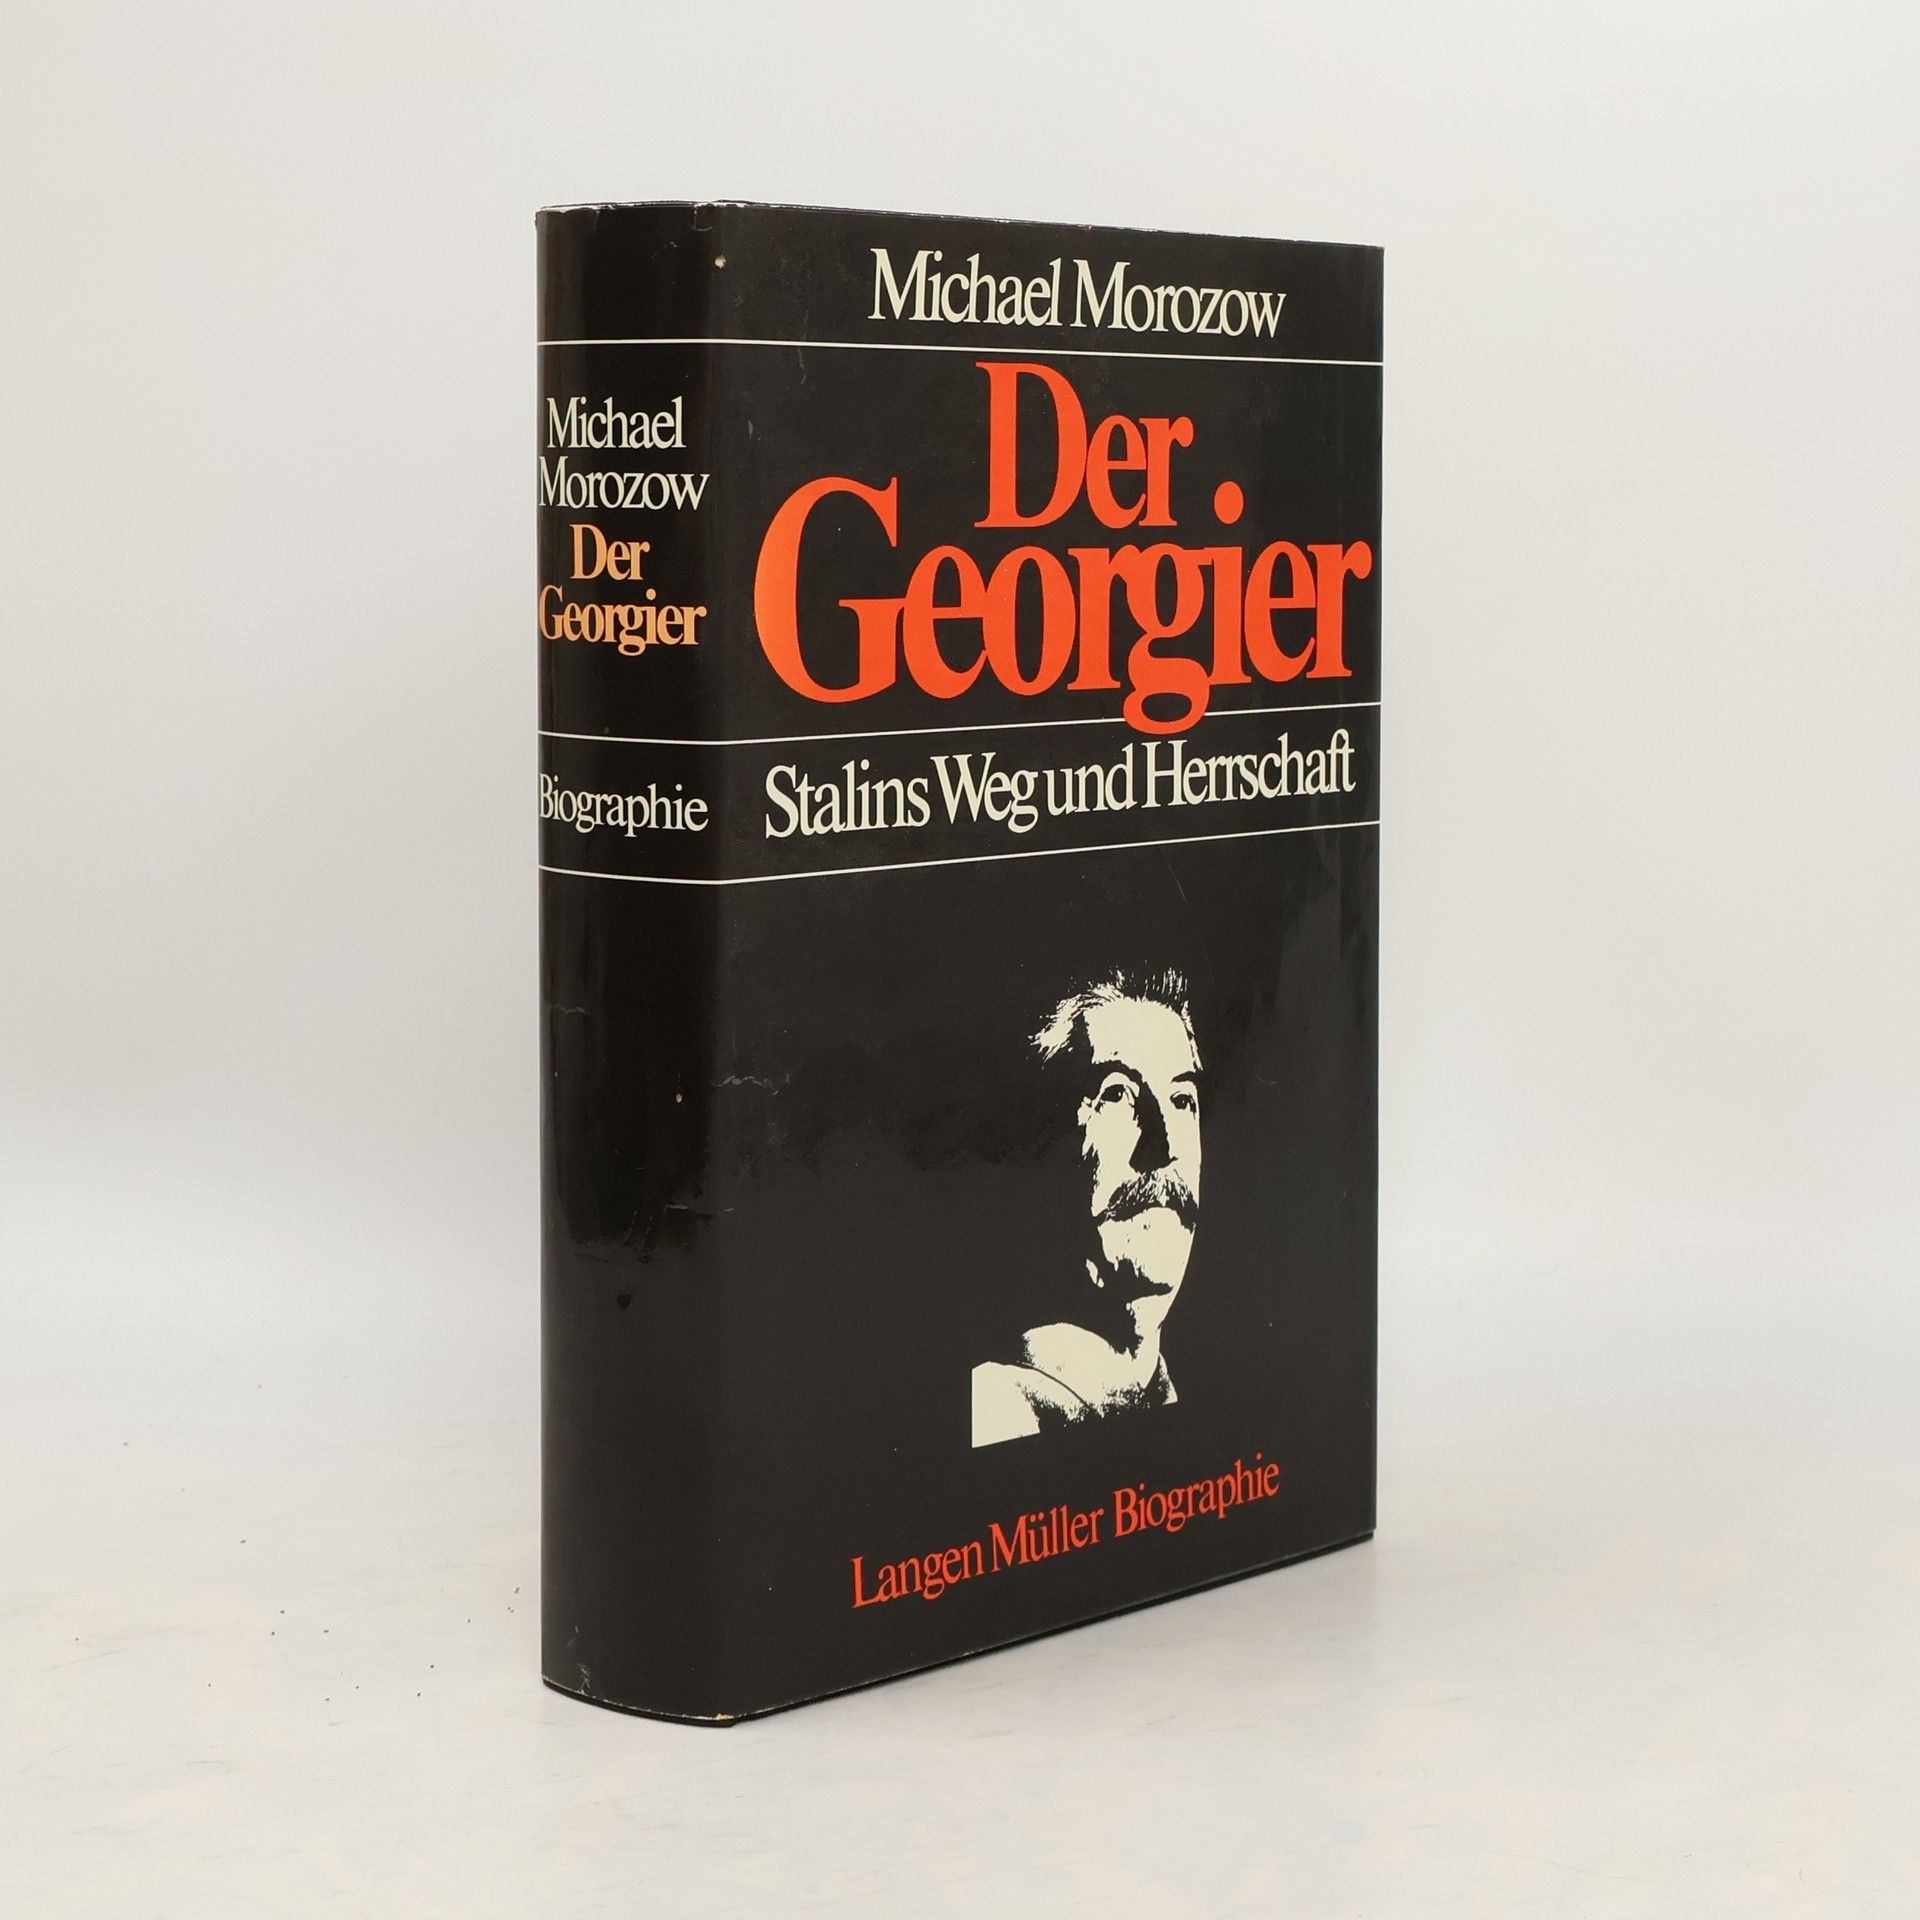 Michael
Morozow
Der
Georgier
Biographie
Michael Morozow
Der
Georgier
Stalins Weg und Herrschaft
Langen Müller Biographie